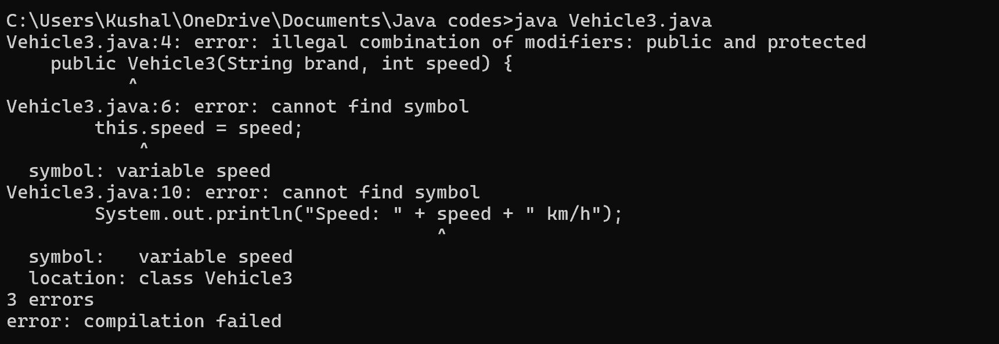 C:\Users\Kushal\OneDrive\Documents\Java codes>java Vehicle3.java
Vehicle3.java:4: error: illegal combination of modifiers: public and protected
    public Vehicle3(String brand, int speed) {
           ^
Vehicle3.java:6: error: cannot find symbol
        this.speed = speed;
            ^
  symbol: variable speed
Vehicle3.java:10: error: cannot find symbol
        System.out.println("Speed: " + speed + " km/h");
                                       ^
  symbol:   variable speed
  location: class Vehicle3
3 errors
error: compilation failed